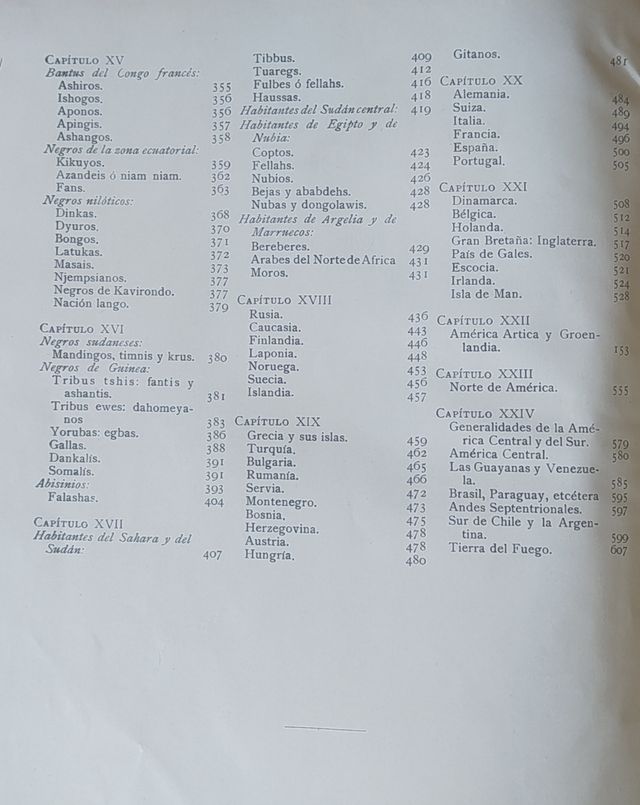 CAPÍTULO XV
Bantus del Congo francés:
Ashiros. 355
Ishogos. 356
Aponos. 356
Apingis. 357
Ashangos. 358
Negros de la zona ecuatorial:
Kikuyos. 359
Azandeis ó niam niam. 362
Fans. 363
Negros nilóticos:
Dinkas. 368
Dyuros. 370
Bongos. 371
Latukas. 372
Masais. 373
Njempsianos. 377
Negros de Kavirondo. 377
Nación lango. 379
CAPÍTULO XVI
Negros sudaneses:
Mandingos, timnis y krus. 380
Negros de Guinea:
Tribus tshis: fantis y
ashantis. 381
Tribus ewes: dahomeya-
nos 383
Yorubas: egbas. 386
Gallas. 388
Dankalís. 391
Somalís. 391
Abisinios: 393
Falashas. 404
CAPÍTULO XVII
Habitantes del Sahara y del
Sudán: 407
Tibbus. 409
Tuaregs. 412
Fulbes ó fellahs. 416
Haussas. 418
Habitantes del Sudán central: 419
Habitantes de Egipto y de
Nubia:
Coptos. 423
Fellahs. 424
Nubios. 426
Bejas y ababdehs. 428
Nubas y dongolawis. 428
Habitantes de Argelia y de
Marruecos:
Bereberes. 429
Arabes del Norte de Africa 431
Moros. 431
CAPÍTULO XVIII
Rusia. 436
Caucasia. 443
Finlandia. 446
Laponia. 448
Noruega. 453
Suecia. 456
Islandia. 457
CAPÍTULO XIX
Grecia y sus islas. 459
Turquía. 462
Bulgaria. 465
Rumanía. 466
Servia. 472
Montenegro. 473
Bosnia. 475
Herzegovina. 478
Austria. 478
Hungría. 480
Gitanos. 481
CAPÍTULO XX
Alemania. 484
Suiza. 489
Italia. 494
Francia. 496
España. 500
Portugal. 505
CAPÍTULO XXI
Dinamarca. 508
Bélgica. 512
Holanda. 514
Gran Bretaña: Inglaterra. 517
País de Gales. 520
Escocia. 521
Irlanda. 524
Isla de Man. 528
CAPÍTULO XXII
América Artica y Groen-
landia. 153
CAPÍTULO XXIII
Norte de América. 555
CAPÍTULO XXIV
Generalidades de la Amé-
rica Central y del Sur. 579
América Central. 580
Las Guayanas y Venezue-
la. 585
Brasil, Paraguay, etcétera 595
Andes Septentrionales. 597
Sur de Chile y la Argen-
tina. 599
Tierra del Fuego. 607